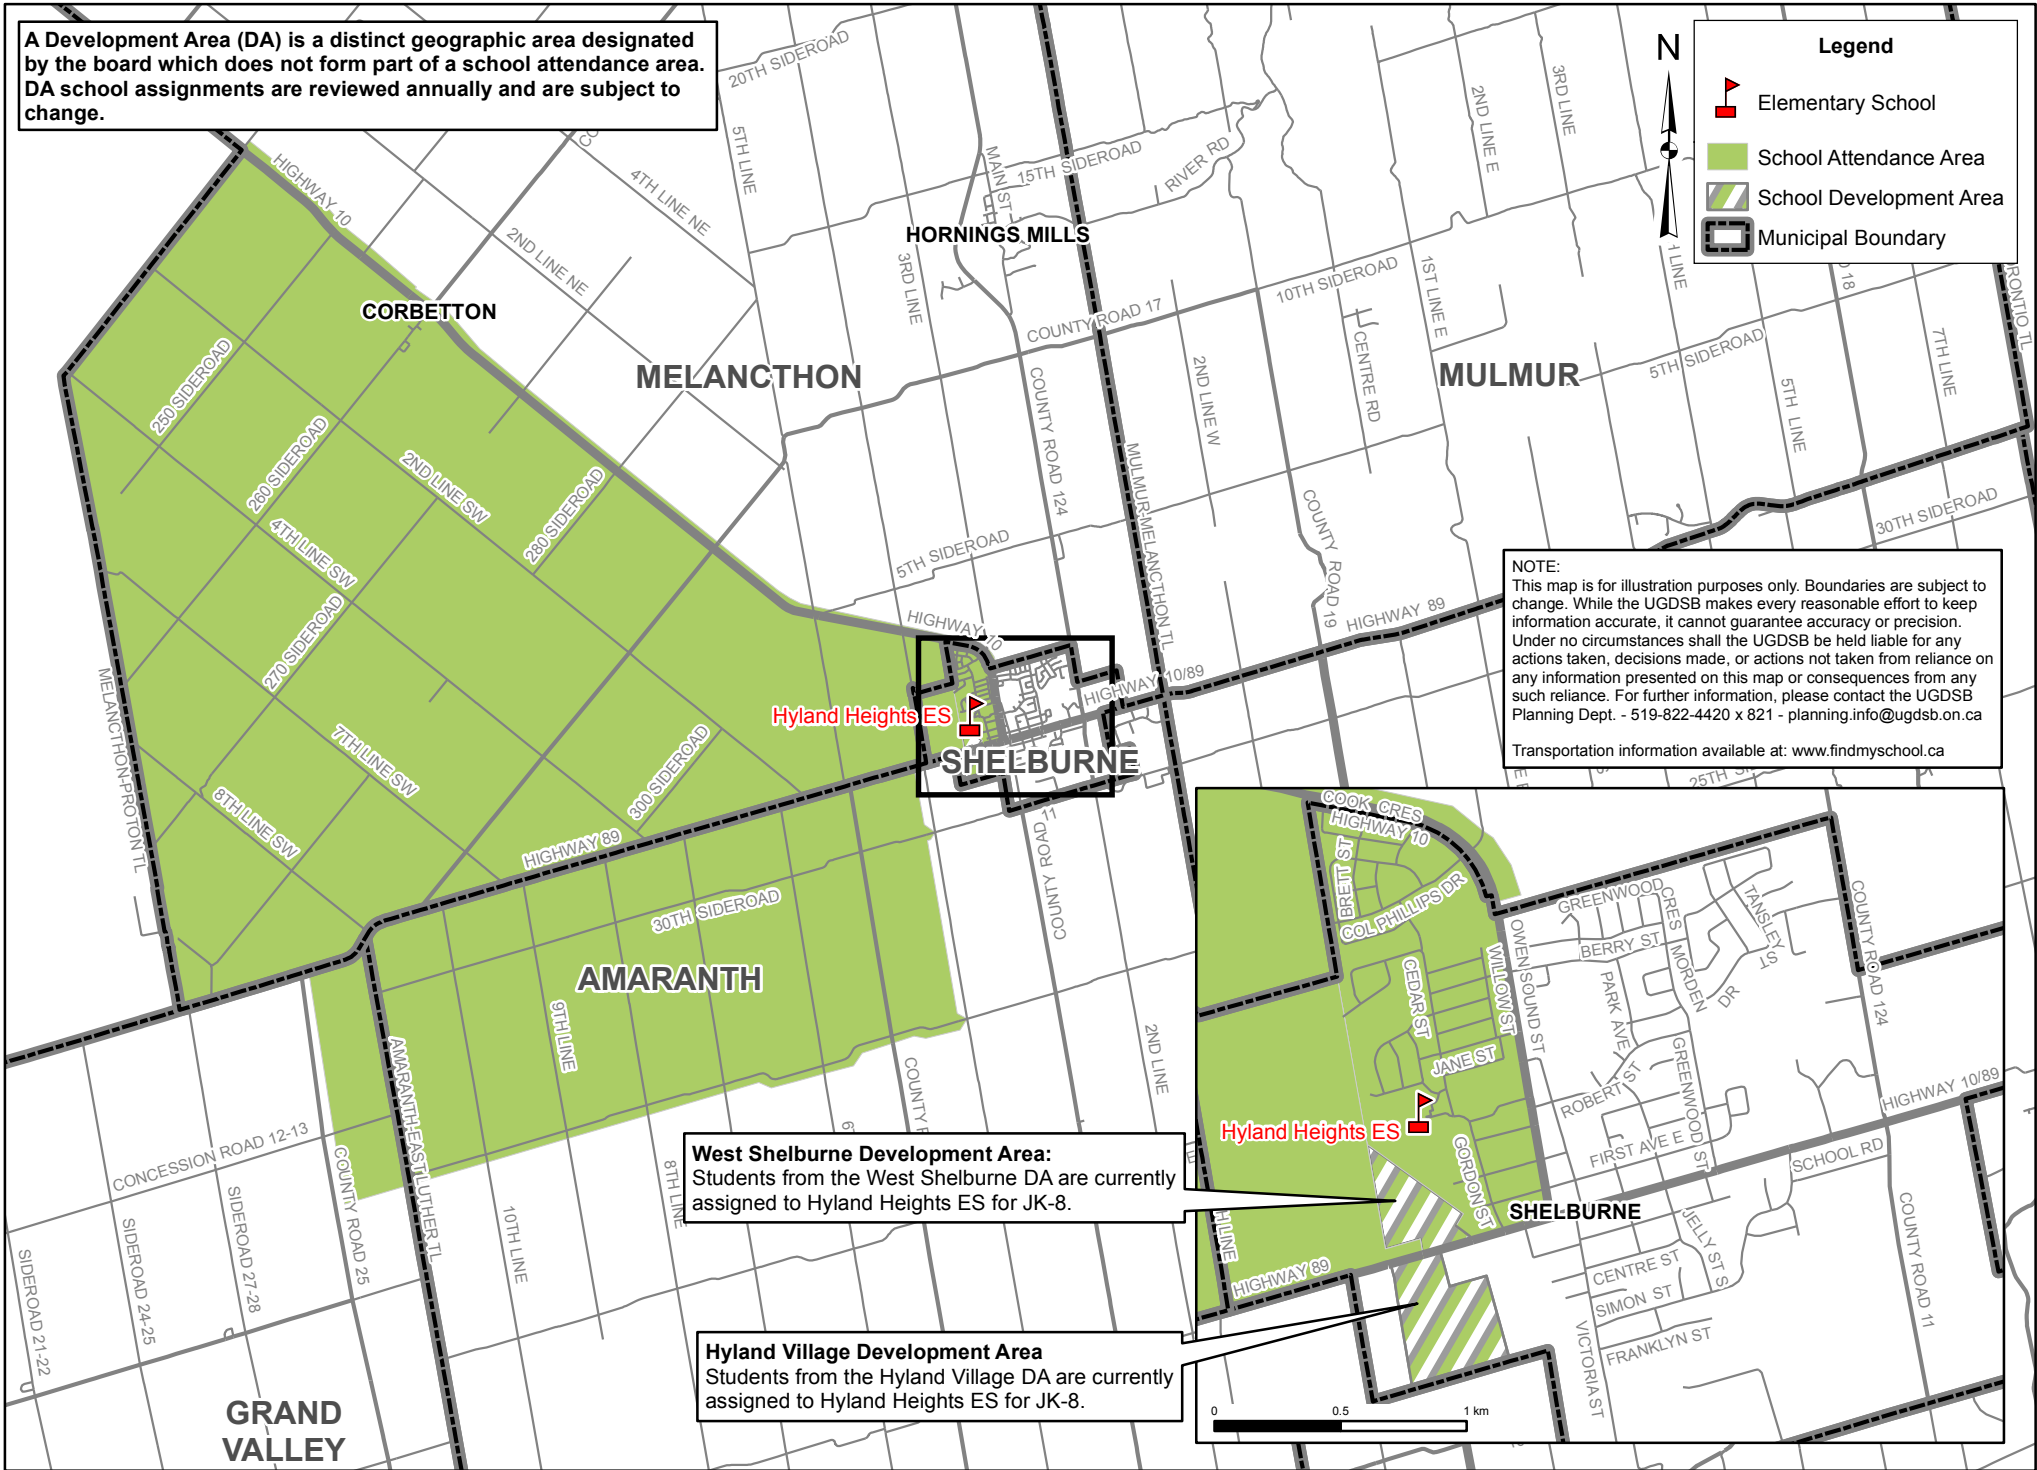 A Development Area (DA) is a distinct geographic area designated
by the board which does not form part of a school attendance area.
DA school assignments are reviewed annually and are subject to
change.
N
Legend
Elementary School
School Attendance Area
School Development Area
Municipal Boundary
20TH SIDEROAD
5TH LINE
MAIN ST
15TH SIDEROAD
RIVER RD
2ND LINE E
3RD LINE
HIGHWAY 10
4TH LINE NE
2ND LINE NE
HORNINGS MILLS
3RD LINE
10TH SIDEROAD
1ST LINE E
LINE
18
7TH LINE
CORBETTON
COUNTY ROAD 17
CENTRE RD
5TH SIDEROAD
5TH LINE
250 SIDEROAD
MELANCTHON
MULMUR
COUNTY ROAD 124
2ND LINE W
260 SIDEROAD
2ND LINE SW
280 SIDEROAD
MULMUR-MELANCTHON TL
COUNTY ROAD 19
30TH SIDEROAD
4TH LINE SW
5TH SIDEROAD
270 SIDEROAD
HIGHWAY 10
HIGHWAY 89
HIGHWAY 10/89
MELANCTHON-PROTON TL
7TH LINE SW
300 SIDEROAD
8TH LINE SW
Hyland Heights ES
SHELBURNE
HIGHWAY 89
COUNTY ROAD 11
NOTE:
This map is for illustration purposes only. Boundaries are subject to
change. While the UGDSB makes every reasonable effort to keep
information accurate, it cannot guarantee accuracy or precision.
Under no circumstances shall the UGDSB be held liable for any
actions taken, decisions made, or actions not taken from reliance on
any information presented on this map or consequences from any
such reliance. For further information, please contact the UGDSB
Planning Dept. - 519-822-4420 x 821 - planning.info@ugdsb.on.ca
Transportation information available at: www.findmyschool.ca
25TH
30TH SIDEROAD
AMARANTH
9TH LINE
2ND LINE
AMARANTH-EAST LUTHER TL
COUNTY
CONCESSION ROAD 12-13
COUNTY ROAD 25
SIDEROAD 27-28
SIDEROAD 24-25
SIDEROAD 21-22
10TH LINE
8TH LINE
GRAND
VALLEY
West Shelburne Development Area:
Students from the West Shelburne DA are currently
assigned to Hyland Heights ES for JK-8.
Hyland Village Development Area
Students from the Hyland Village DA are currently
assigned to Hyland Heights ES for JK-8.
COOK CRES
HIGHWAY 10
BRETT ST
COL PHILLIPS DR
GREENWOOD
CRES
TANSLEY
ST
COUNTY ROAD 124
OWEN SOUND ST
WILLOW ST
BERRY ST
MORDEN
DR
PARK AVE
CEDAR ST
JANE ST
ROBERT ST
GREENWOOD ST
HIGHWAY 10/89
Hyland Heights ES
GORDON ST
FIRST AVE E
SCHOOL RD
SHELBURNE
LINE
HIGHWAY 89
JELLY ST S
CENTRE ST
SIMON ST
FRANKLYN ST
VICTORIA ST
COUNTY ROAD 11
0
0.5
1 km